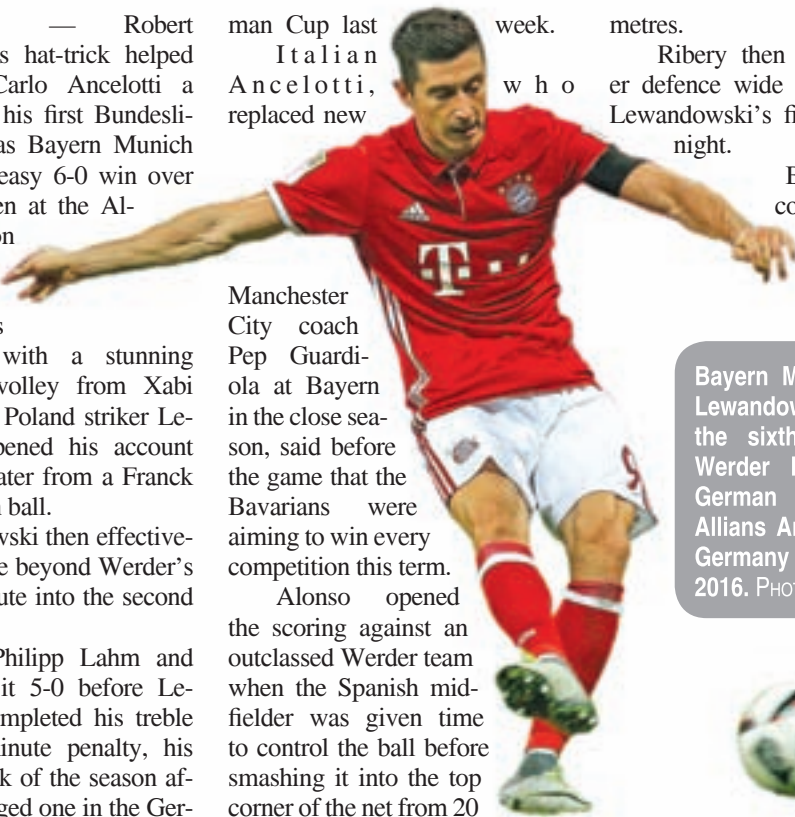 — Robert
s hat-trick helped
Carlo Ancelotti a
his first Bundesli-
as Bayern Munich
easy 6-0 win over
en at the Al-
on
s
with a stunning
volley from Xabi
Poland striker Le-
pened his account
ater from a Franck
ball.
wski then effective-
e beyond Werder's
ute into the second
Philipp Lahm and
it 5-0 before Le-
mpleted his treble
inute penalty, his
k of the season af-
ged one in the Ger-
man Cup last week.
Italian
Ancelotti, who
replaced new
Manchester
City coach
Pep Guardi-
ola at Bayern
in the close sea-
son, said before
the game that the
Bavarians were
aiming to win every
competition this term.
Alonso opened
the scoring against an
outclassed Werder team
when the Spanish mid-
fielder was given time
to control the ball before
smashing it into the top
corner of the net from 20
metres.
Ribery then
er defence wide
Lewandowski's fi
night.
B
co
Bayern M
Lewandow
the sixth
Werder
German
Allians A
Germany
2016. PHOT
T
9